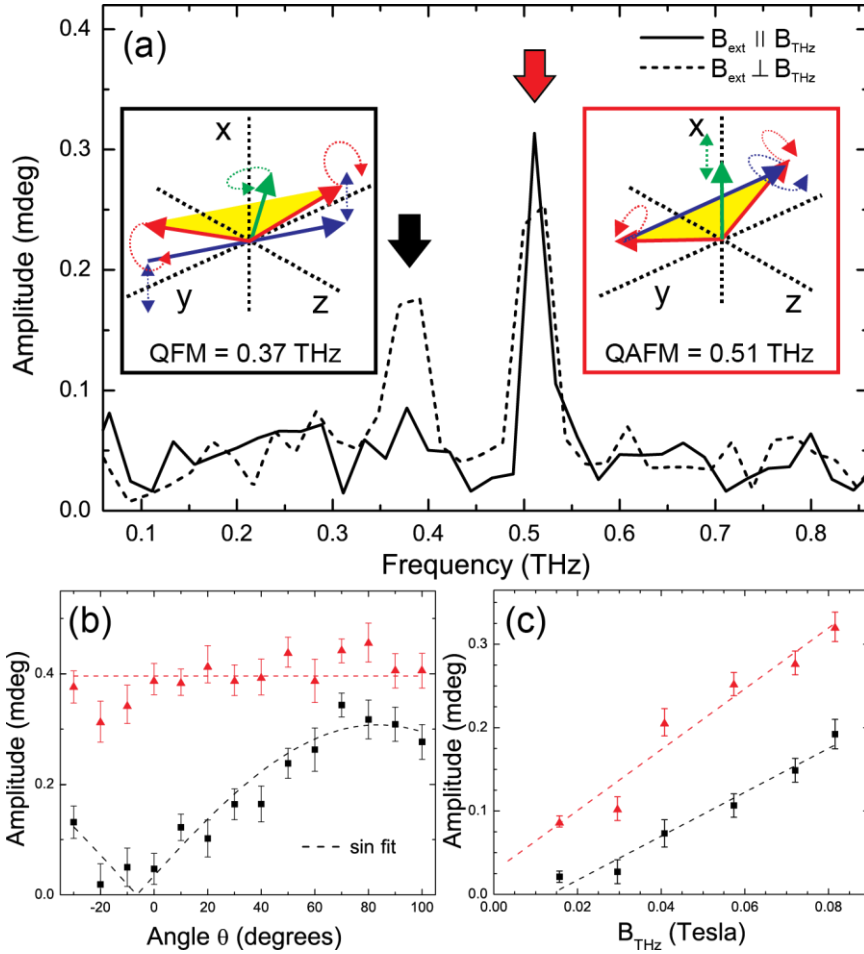 (a)
B_ext || B_THz
B_ext ⊥ B_THz
x
y
z
QFM = 0.37 THz
x
y
z
QAFM = 0.51 THz
Amplitude (mdeg)
0.4
0.3
0.2
0.1
0.0
0.1 0.2 0.3 0.4 0.5 0.6 0.7 0.8
Frequency (THz)
(b)
Amplitude (mdeg)
0.4
0.2
0.0
sin fit
-20 0 20 40 60 80 100
Angle θ (degrees)
(c)
Amplitude (mdeg)
0.3
0.2
0.1
0.0
0.00 0.02 0.04 0.06 0.08
B_THz (Tesla)